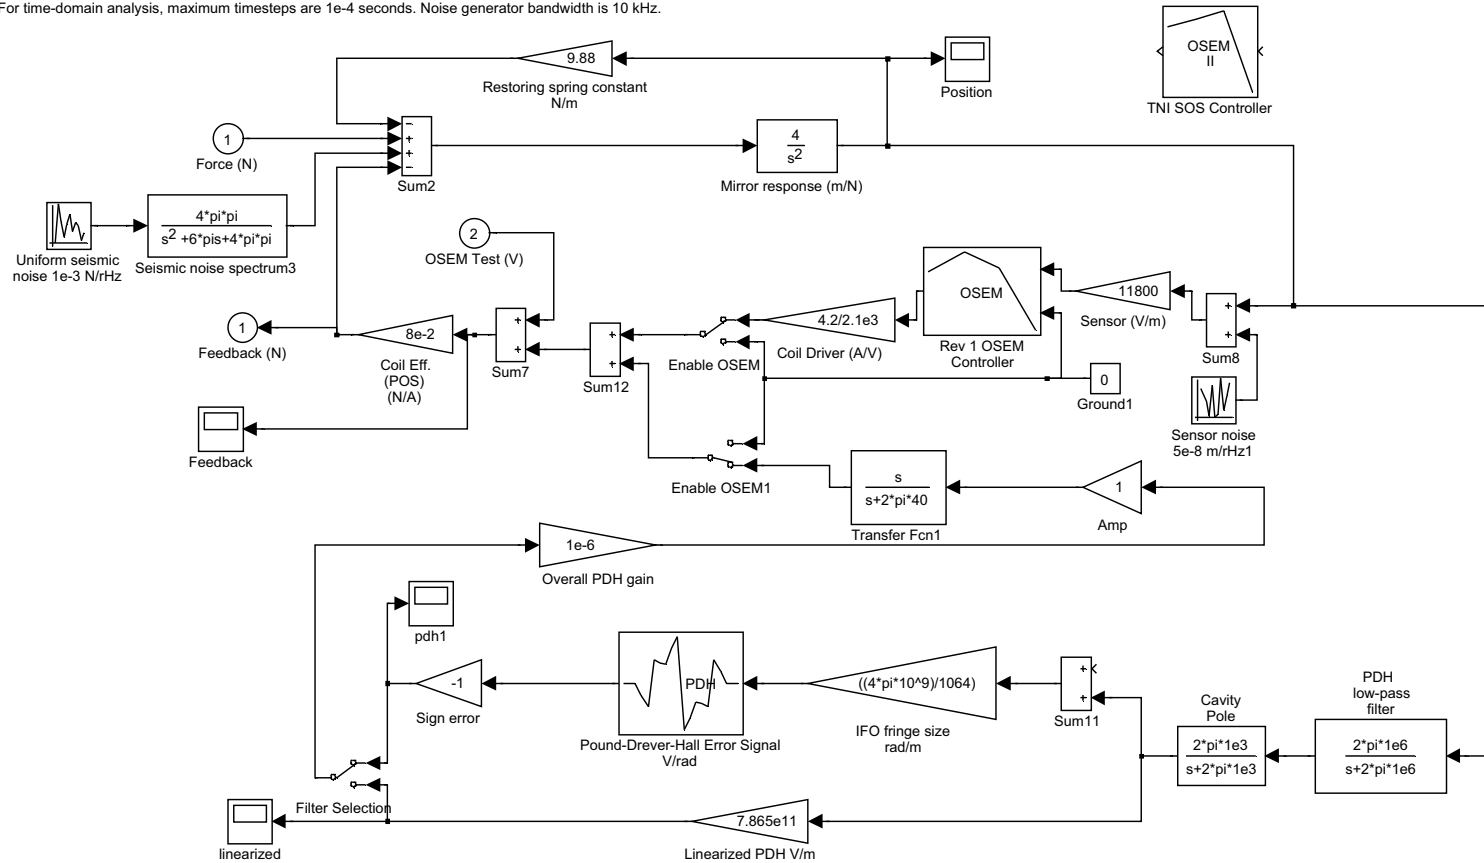 For time-domain analysis, maximum timesteps are 1e-4 seconds. Noise generator bandwidth is 10 kHz.
9.88
Restoring spring constant
N/m
Position
OSEM
II
TNI SOS Controller
1
Force (N)
−
+
+
−
Sum2
4
s2
Mirror response (m/N)
Uniform seismic
noise 1e-3 N/rHz
4*pi*pi
s2 +6*pis+4*pi*pi
Seismic noise spectrum3
2
OSEM Test (V)
1
Feedback (N)
8e-2
Coil Eff.
(POS)
(N/A)
+
+
Sum7
+
+
Sum12
Enable OSEM
4.2/2.1e3
Coil Driver (A/V)
OSEM
Rev 1 OSEM
Controller
11800
Sensor (V/m)
+
+
Sum8
0
Ground1
Sensor noise
5e-8 m/rHz1
Feedback
Enable OSEM1
s
s+2*pi*40
Transfer Fcn1
1
Amp
1e-6
Overall PDH gain
pdh1
-1
Sign error
PDH
Pound-Drever-Hall Error Signal
V/rad
((4*pi*10^9)/1064)
IFO fringe size
rad/m
+
+
Sum11
Cavity
Pole
2*pi*1e3
s+2*pi*1e3
PDH
low-pass
filter
2*pi*1e6
s+2*pi*1e6
Filter Selection
linearized
7.865e11
Linearized PDH V/m